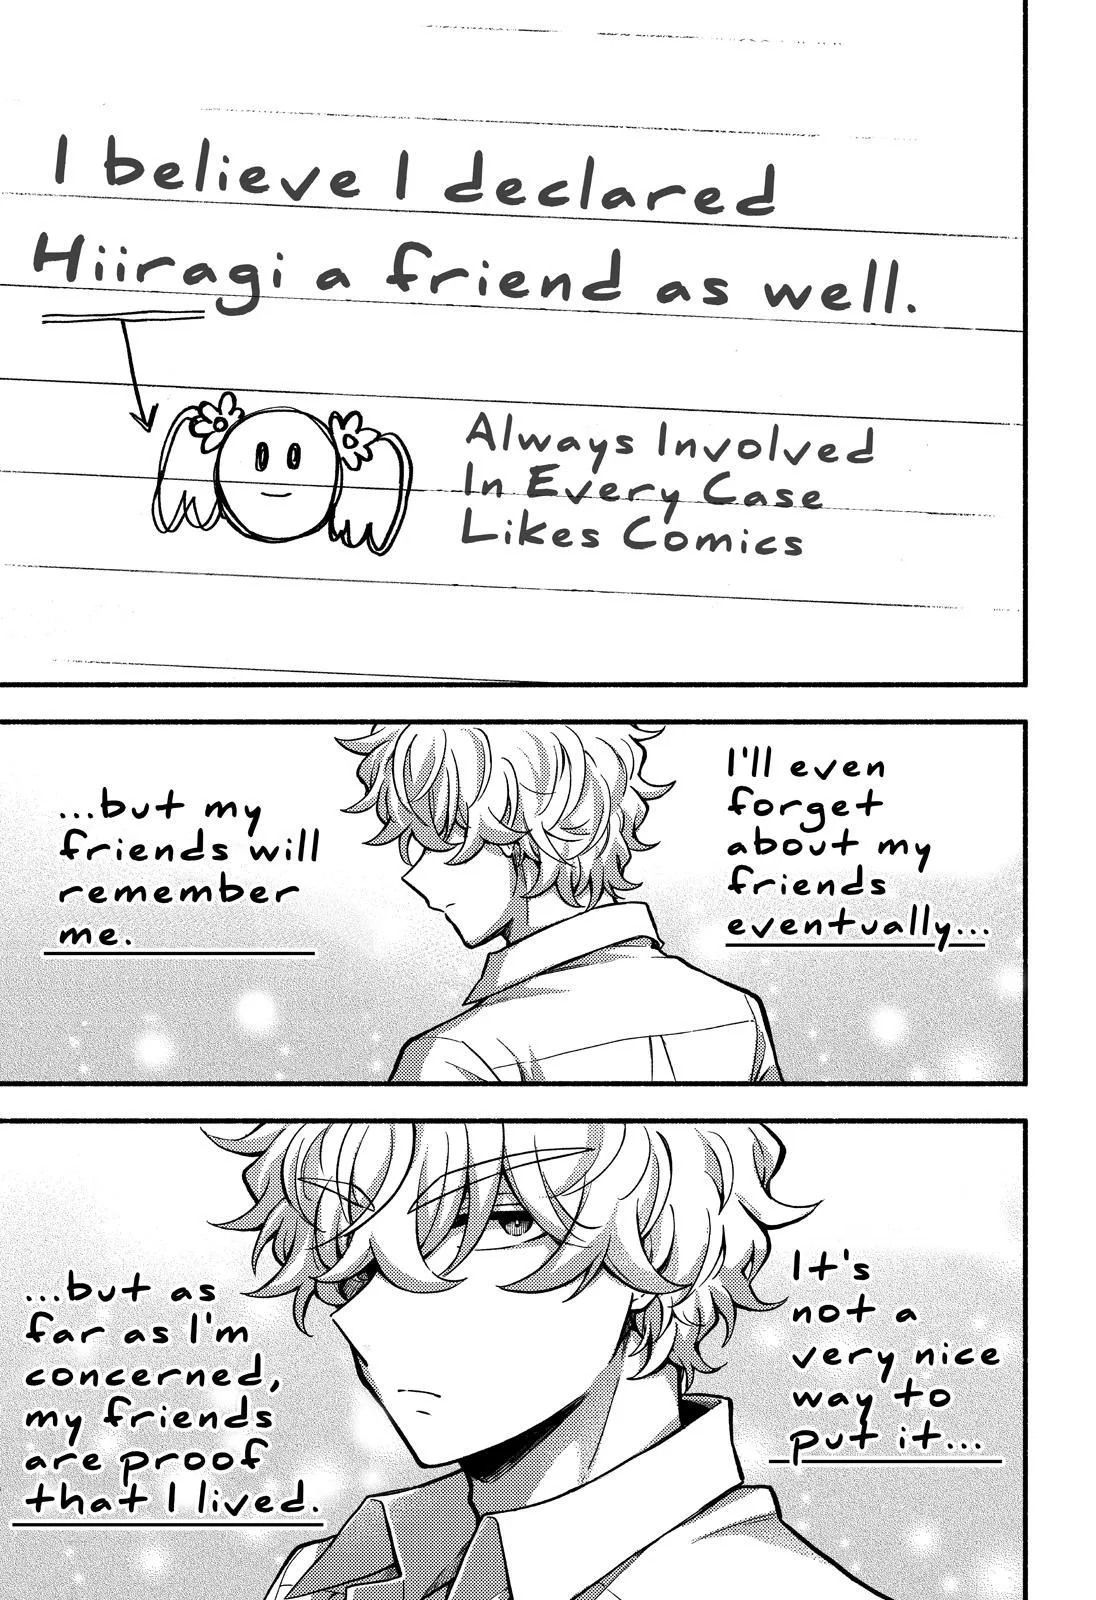 I believe I declared
Hiiragi a friend as well.
Always Involved
In Every Case
Likes Comics
I'll even
forget
about my
friends
eventually...
...but my
friends will
remember
me.
It's
not a
very nice
way to
put it...
...but as
far as I'm
concerned,
my friends
are proof
that I lived.